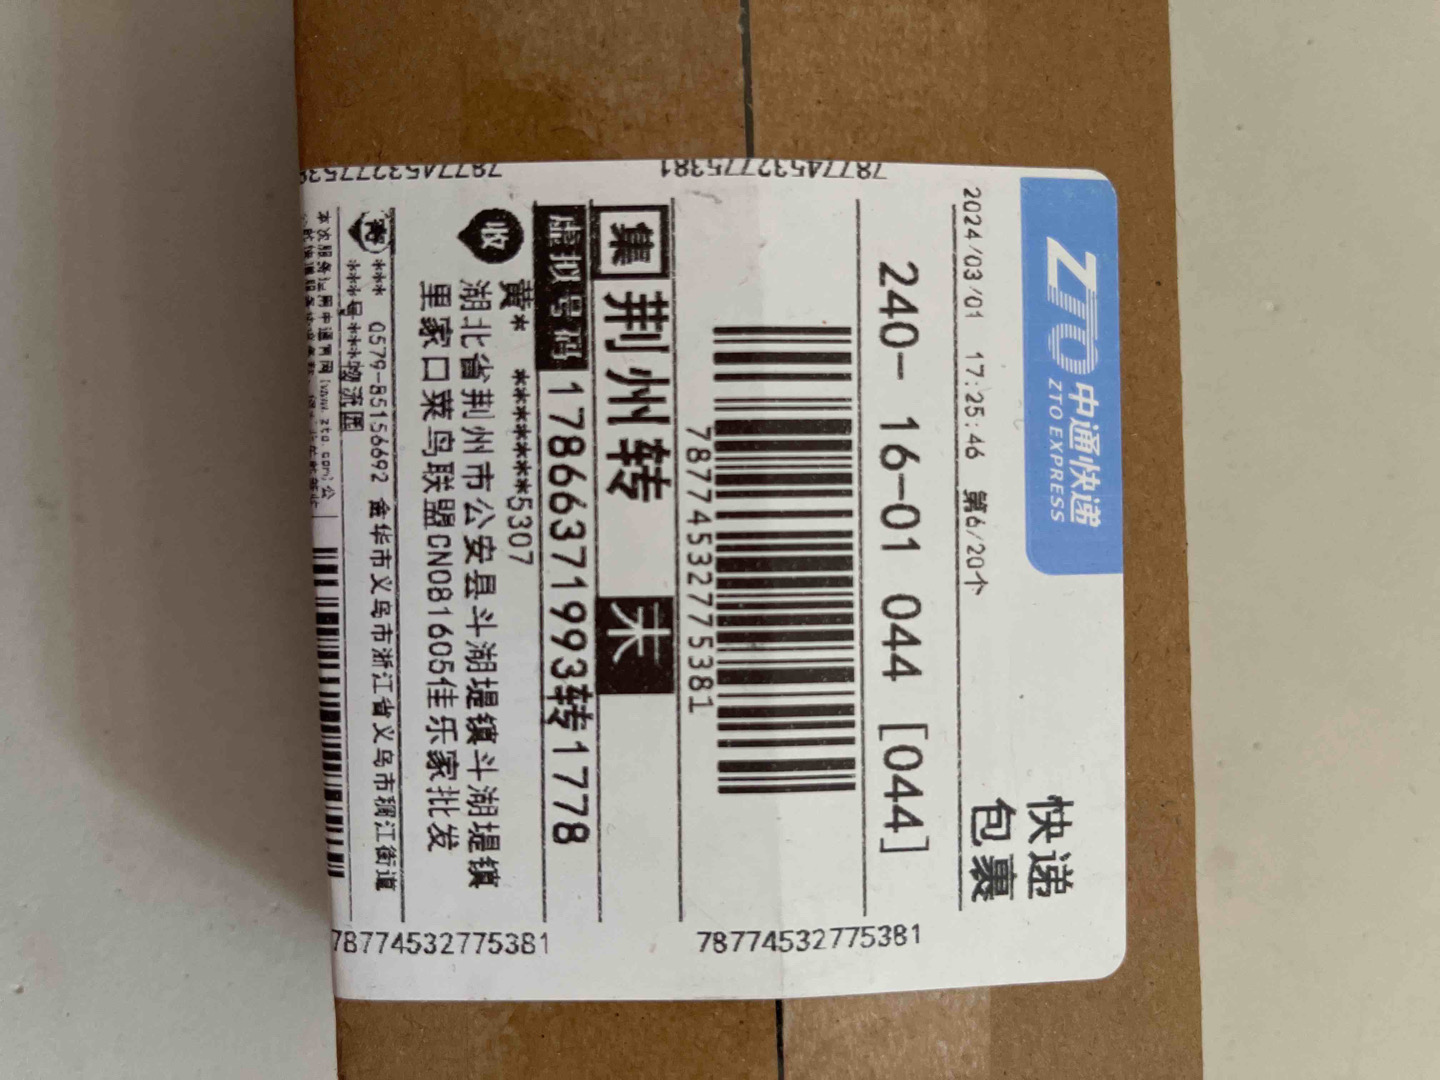 中通快递
ZTO EXPRESS
快递
包裹
2024/03/01 17:25:46 第6/20个
240- 16-01 044 [044]
78774532775381
集 荆州转 末
虚拟号码 17866371993转1778
收 黄* *******5307
湖北省荆州市公安县斗湖堤镇斗湖堤镇
里家口菜鸟联盟CN081605佳乐家批发
*** 0579-85156692 金华市义乌市浙江省义乌市稠江街道
***号***物流园
78774532775381
78774532775381
78774532775381